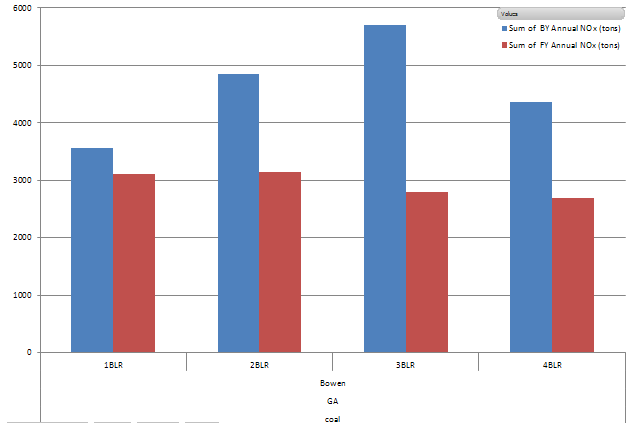 Values
Sum of BY Annual NOx (tons)
Sum of FY Annual NOx (tons)
6000
5000
4000
3000
2000
1000
0
1BLR 2BLR 3BLR 4BLR
Bowen
GA
coal